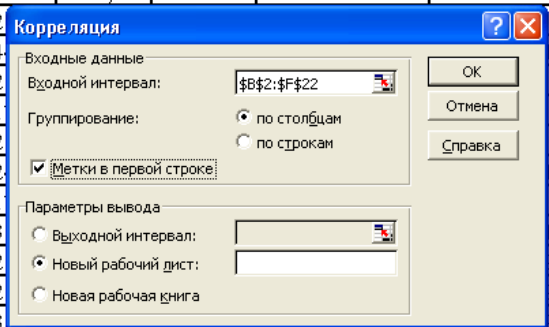 Корреляция
Входные данные
Входной интервал: $B$2:$F$22
Группирование: по столбцам
по строкам
Метки в первой строке
Параметры вывода
Выходной интервал:
Новый рабочий лист:
Новая рабочая книга
ОК
Отмена
Справка